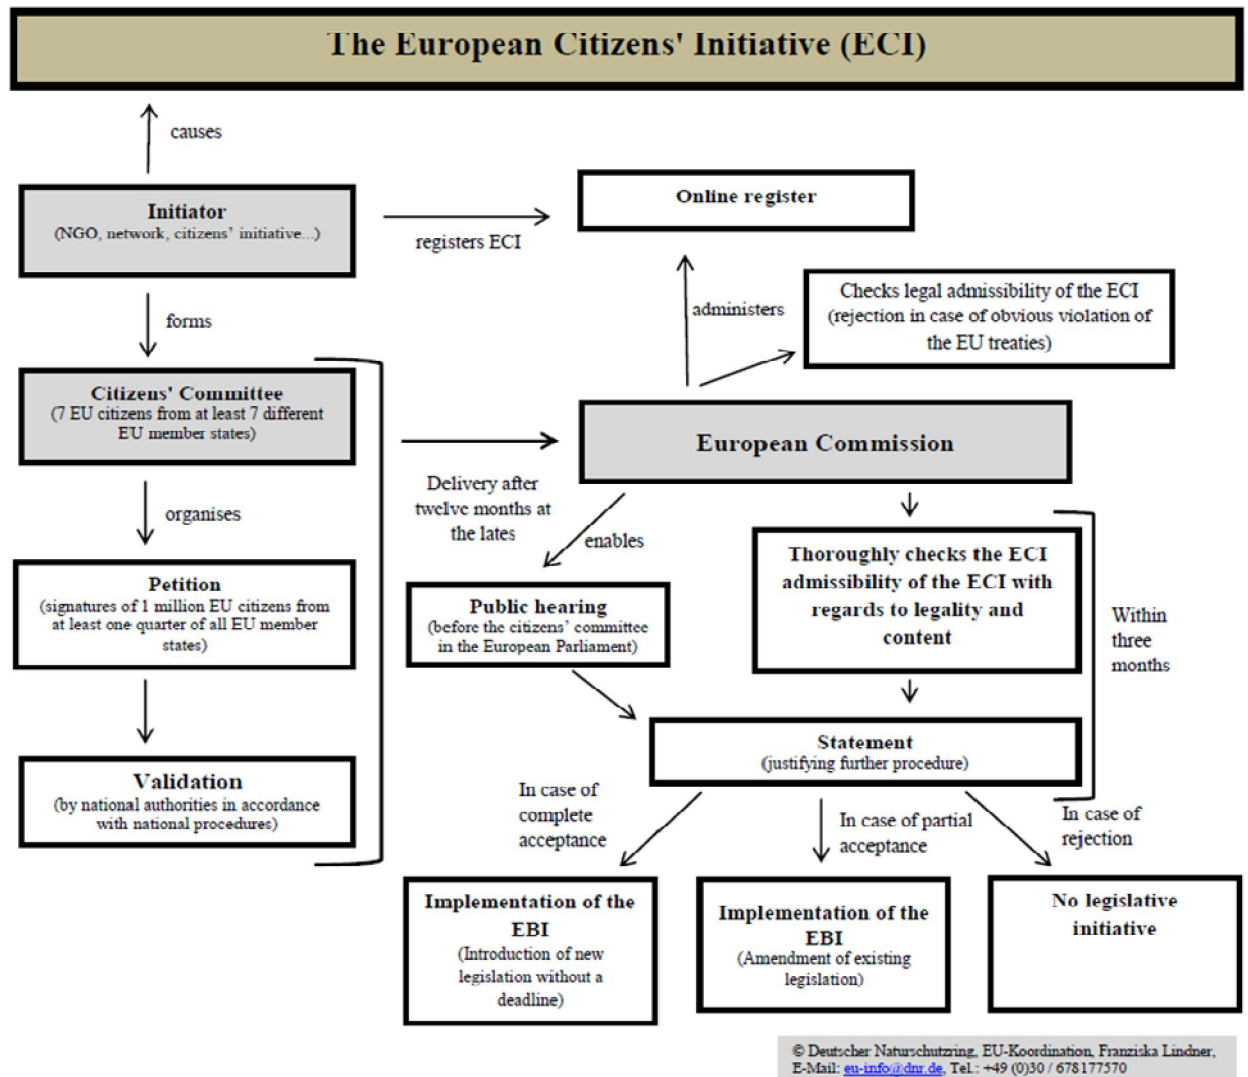 The European Citizens' Initiative (ECI)
causes
Initiator
(NGO, network, citizens' initiative...)
registers ECI
Online register
forms
administers
Checks legal admissibility of the ECI
(rejection in case of obvious violation of
the EU treaties)
Citizens' Committee
(7 EU citizens from at least 7 different
EU member states)
European Commission
Delivery after
twelve months at
the lates
organises
enables
Petition
(signatures of 1 million EU citizens from
at least one quarter of all EU member
states)
Public hearing
(before the citizens' committee
in the European Parliament)
Thoroughly checks the ECI
admissibility of the ECI with
regards to legality and
content
Within
three
months
Validation
(by national authorities in accordance
with national procedures)
Statement
(justifying further procedure)
In case of
complete
acceptance
In case of partial
acceptance
In case of
rejection
Implementation of the
EBI
(Introduction of new
legislation without a
deadline)
Implementation of the
EBI
(Amendment of existing
legislation)
No legislative
initiative
© Deutscher Naturschutzring, EU-Koordination, Franziska Lindner,
E-Mail: eu-info@dnr.de, Tel.: +49 (0)30 / 678177570